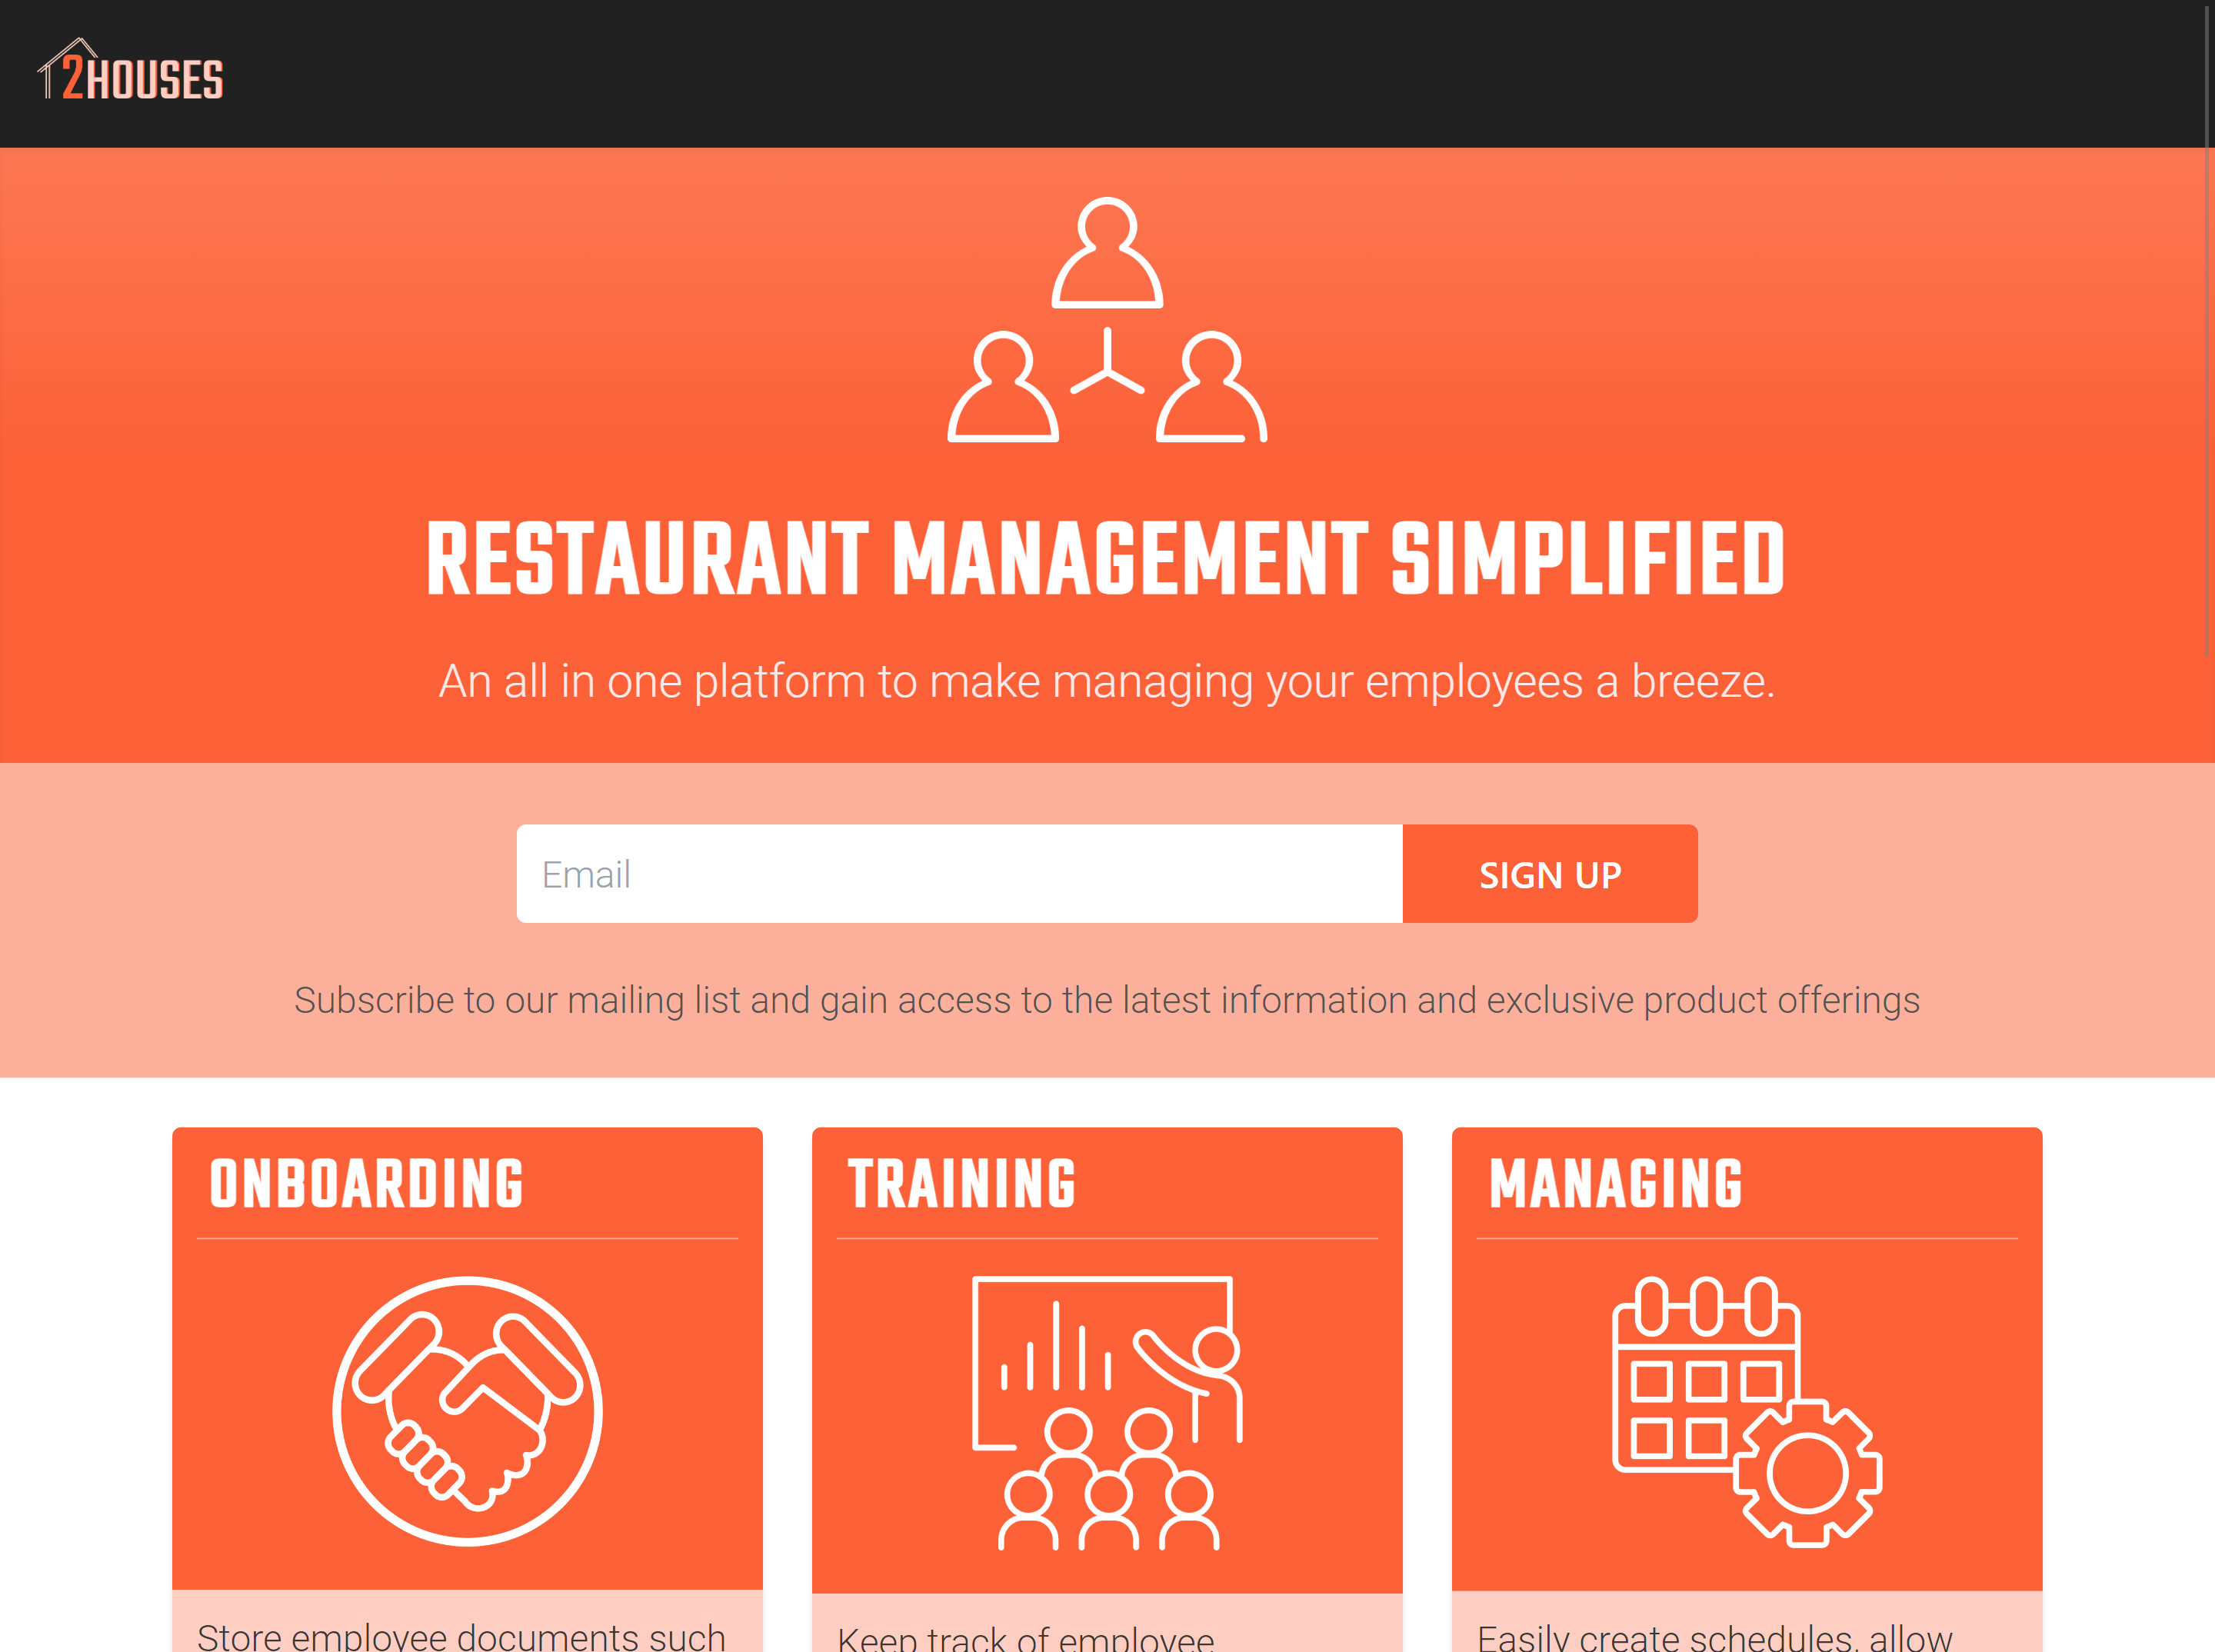 2HOUSES
RESTAURANT MANAGEMENT SIMPLIFIED
An all in one platform to make managing your employees a breeze.
Email
SIGN UP
Subscribe to our mailing list and gain access to the latest information and exclusive product offerings
ONBOARDING
Store employee documents such
TRAINING
Keep track of employee
MANAGING
Easily create schedules, allow